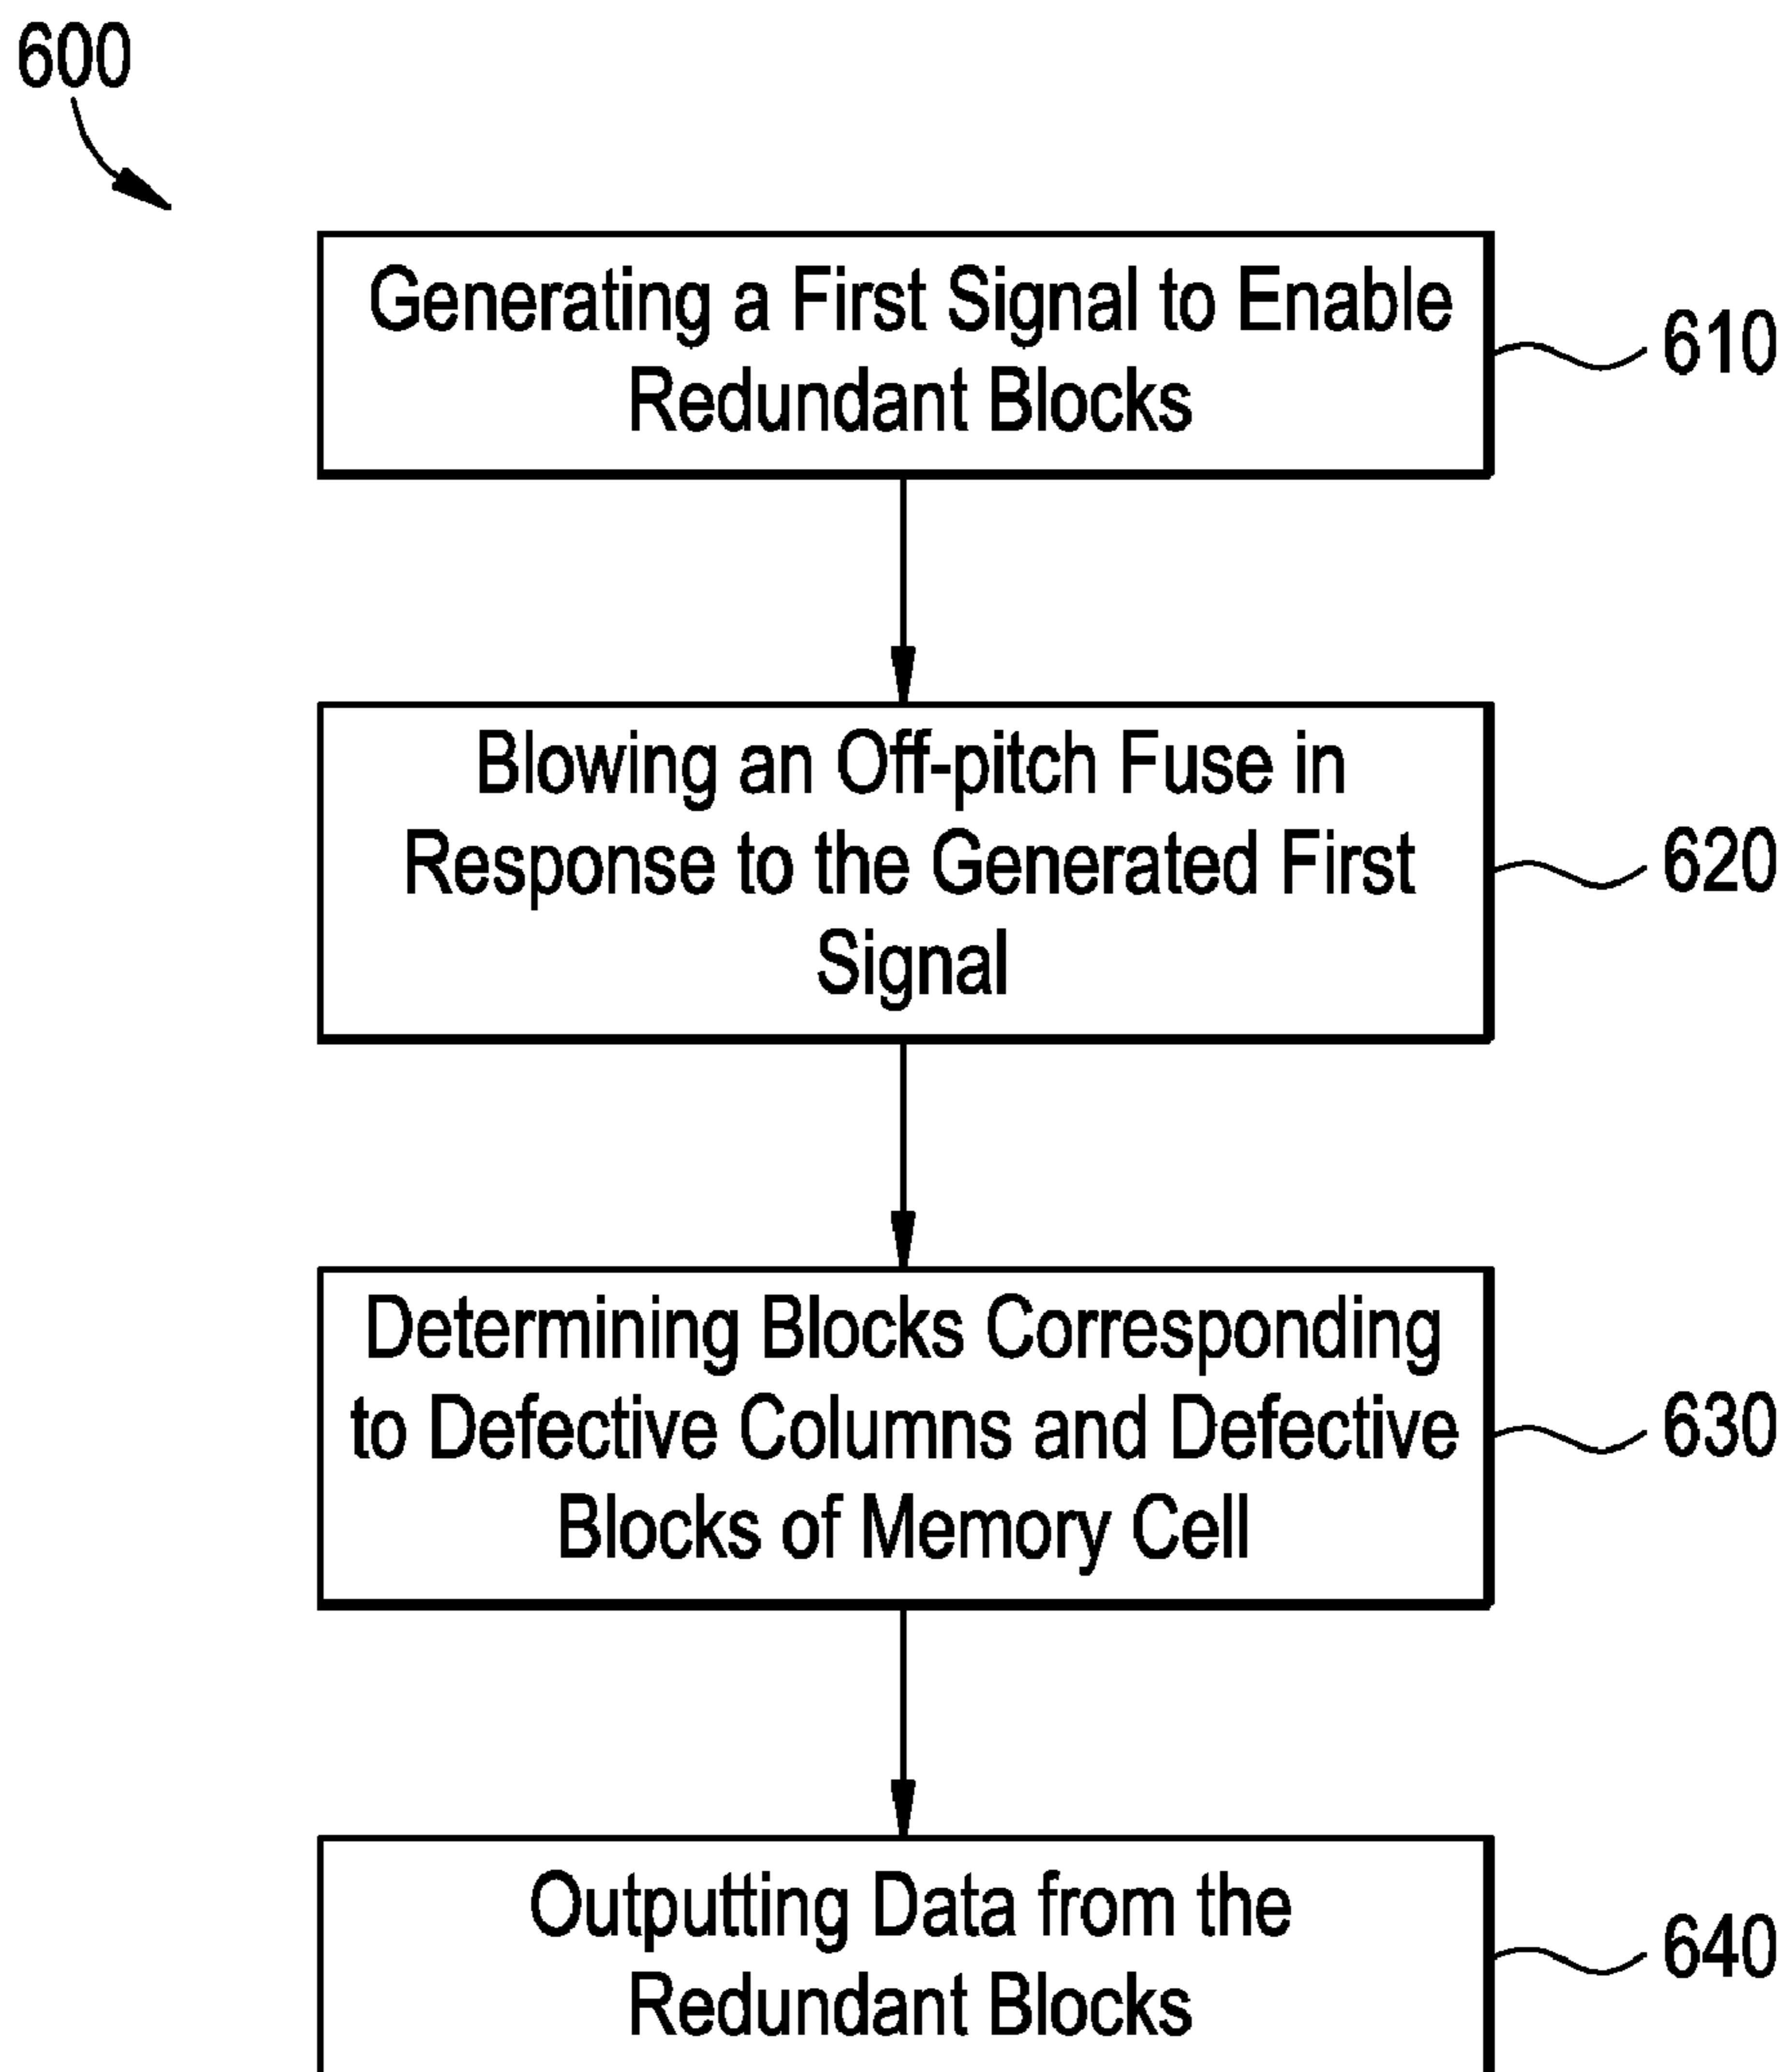 600
Generating a First Signal to Enable
Redundant Blocks
610
Blowing an Off-pitch Fuse in
Response to the Generated First
Signal
620
Determining Blocks Corresponding
to Defective Columns and Defective
Blocks of Memory Cell
630
Outputting Data from the
Redundant Blocks
640